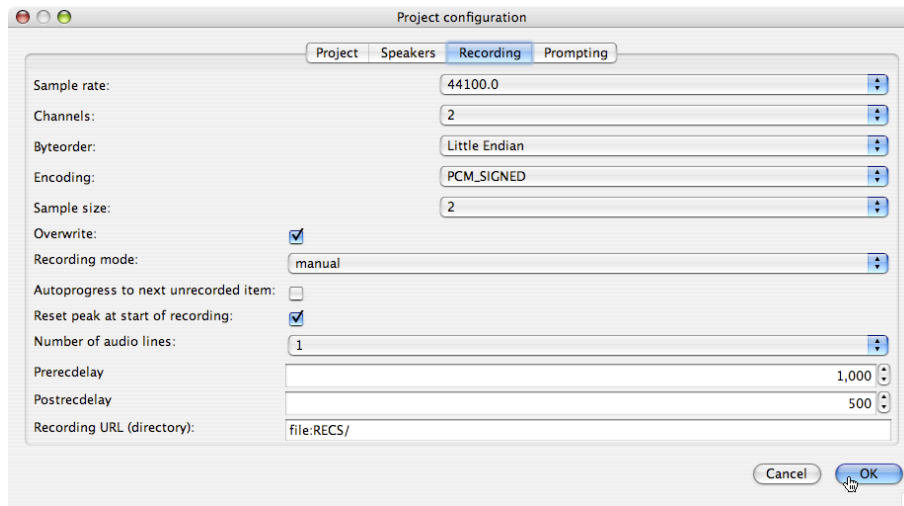 Project configuration
Project Speakers Recording Prompting
Sample rate: 44100.0
Channels: 2
Byteorder: Little Endian
Encoding: PCM_SIGNED
Sample size: 2
Overwrite:
Recording mode: manual
Autoprogress to next unrecorded item:
Reset peak at start of recording:
Number of audio lines: 1
Prerecdelay 1,000
Postrecdelay 500
Recording URL (directory): file:RECS/
Cancel OK